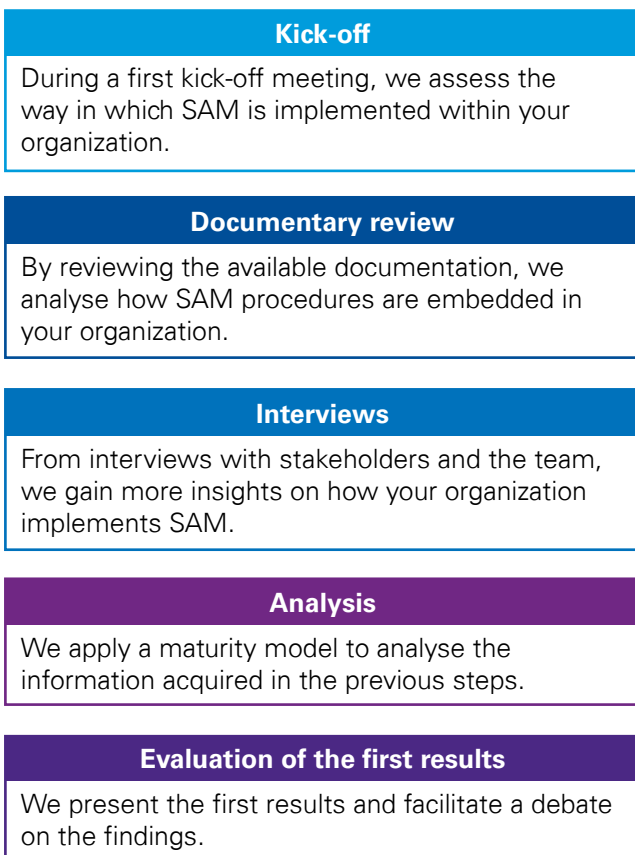 Kick-off
During a first kick-off meeting, we assess the
way in which SAM is implemented within your
organization.
Documentary review
By reviewing the available documentation, we
analyse how SAM procedures are embedded in
your organization.
Interviews
From interviews with stakeholders and the team,
we gain more insights on how your organization
implements SAM.
Analysis
We apply a maturity model to analyse the
information acquired in the previous steps.
Evaluation of the first results
We present the first results and facilitate a debate
on the findings.